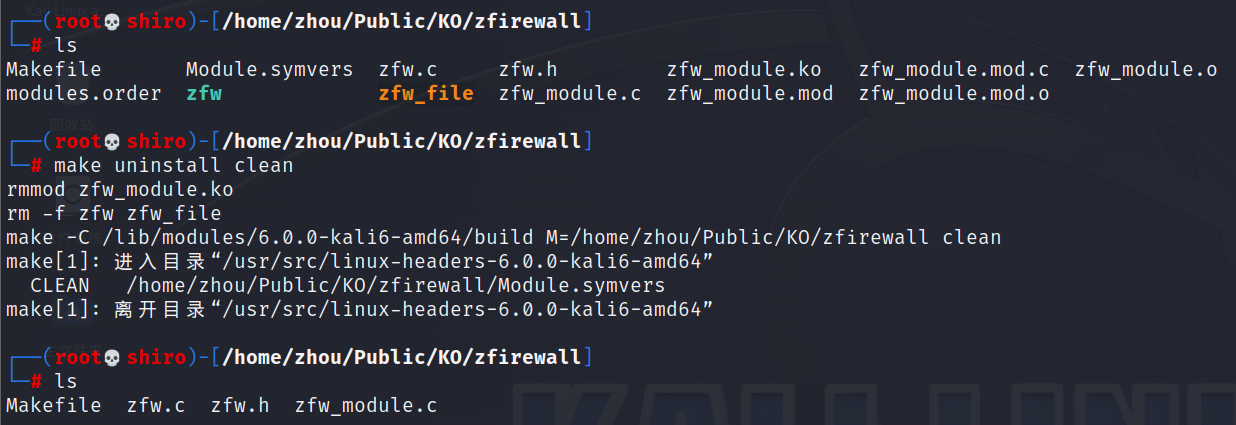 ┌──(root💀shiro)-[/home/zhou/Public/KO/zfirewall]
└─# ls
Makefile Module.symvers zfw.c zfw.h zfw_module.ko zfw_module.mod.c zfw_module.o
modules.order zfw zfw_file zfw_module.c zfw_module.mod zfw_module.mod.o
回收站
┌──(root💀shiro)-[/home/zhou/Public/KO/zfirewall]
└─# make uninstall clean
rmmod zfw_module.ko
rm -f zfw zfw_file
make -C /lib/modules/6.0.0-kali6-amd64/build M=/home/zhou/Public/KO/zfirewall clean
make[1]: 进入目录“/usr/src/linux-headers-6.0.0-kali6-amd64”
  CLEAN   /home/zhou/Public/KO/zfirewall/Module.symvers
make[1]: 离开目录“/usr/src/linux-headers-6.0.0-kali6-amd64”
┌──(root💀shiro)-[/home/zhou/Public/KO/zfirewall]
└─# ls
Makefile zfw.c zfw.h zfw_module.c